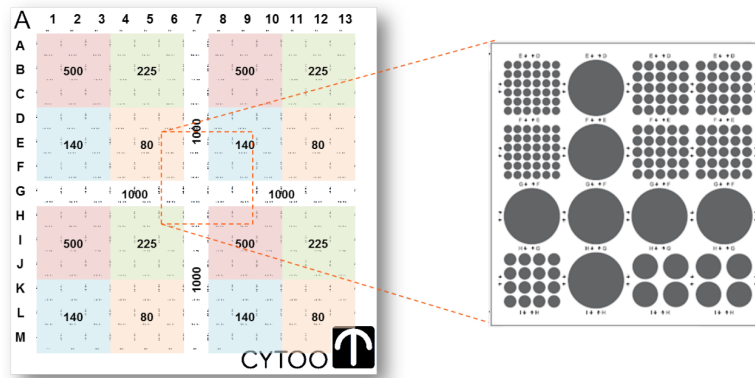 A 1 2 3 4 5 6 7 8 9 10 11 12 13
A
B 500 225 500 225
C
D
1000
E 140 80 140 80
F
G 1000 1000
H
I 500 225 500 225
J
1000
K
L 140 80 140 80
M
CYTOO
E D E D E D E D
F E F E F E F E
G F G F G F G F
H G H G H G H G
I H I H I H I H